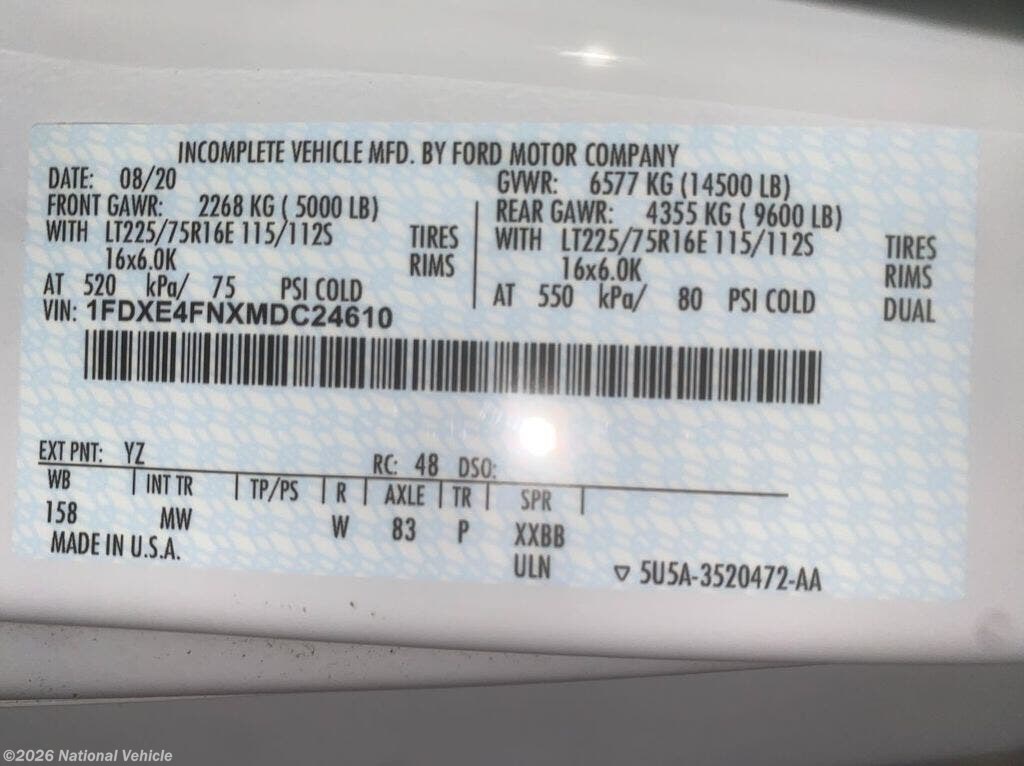 INCOMPLETE VEHICLE MFD. BY FORD MOTOR COMPANY
DATE: 08/20 GVWR: 6577 KG (14500 LB)
FRONT GAWR: 2268 KG ( 5000 LB) REAR GAWR: 4355 KG ( 9600 LB)
WITH LT225/75R16E 115/112S TIRES WITH LT225/75R16E 115/112S TIRES
16x6.0K RIMS 16x6.0K RIMS
AT 520 kPa/ 75 PSI COLD AT 550 kPa/ 80 PSI COLD DUAL
VIN: 1FDXE4FNXMDC24610
EXT PNT: YZ RC: 48 DSO:
WB INT TR TP/PS R AXLE TR SPR
158 MW W 83 P XXBB
MADE IN U.S.A. ULN 5U5A-3520472-AA
©2026 National Vehicle